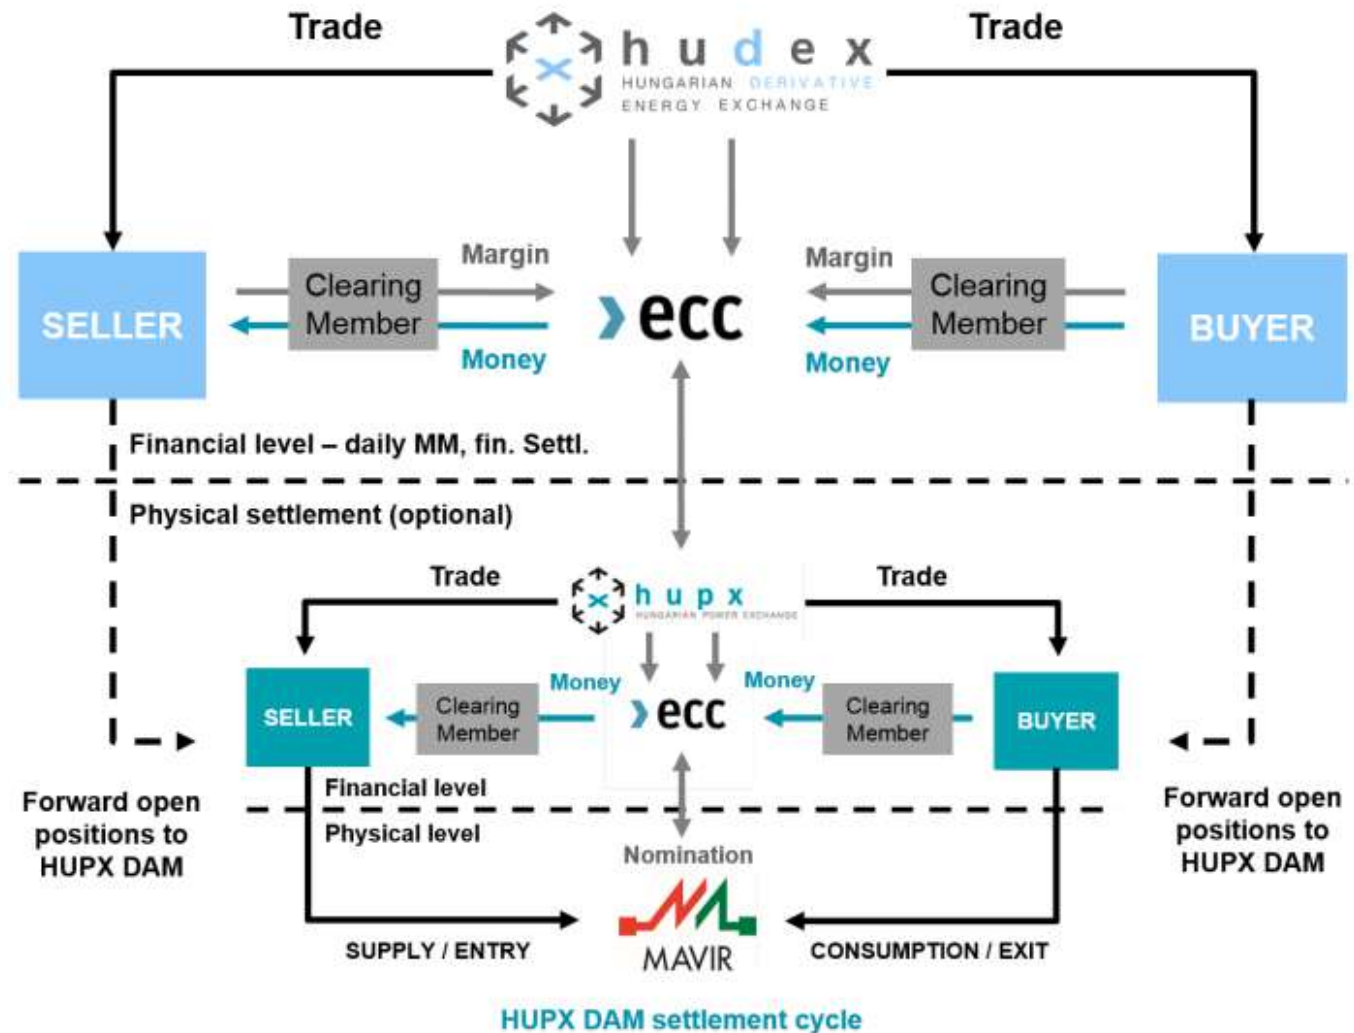 Trade
Trade
hudex
HUNGARIAN DERIVATIVE
ENERGY EXCHANGE
SELLER
Clearing
Member
Margin
Money
ecc
Margin
Money
Clearing
Member
BUYER
Financial level – daily MM, fin. Settl.
Physical settlement (optional)
Trade
hupx
HUNGARIAN POWER EXCHANGE
Trade
SELLER
Clearing
Member
Money
ecc
Money
Clearing
Member
BUYER
Forward open
positions to
HUPX DAM
Financial level
Physical level
Forward open
positions to
HUPX DAM
Nomination
MAVIR
SUPPLY / ENTRY
CONSUMPTION / EXIT
HUPX DAM settlement cycle